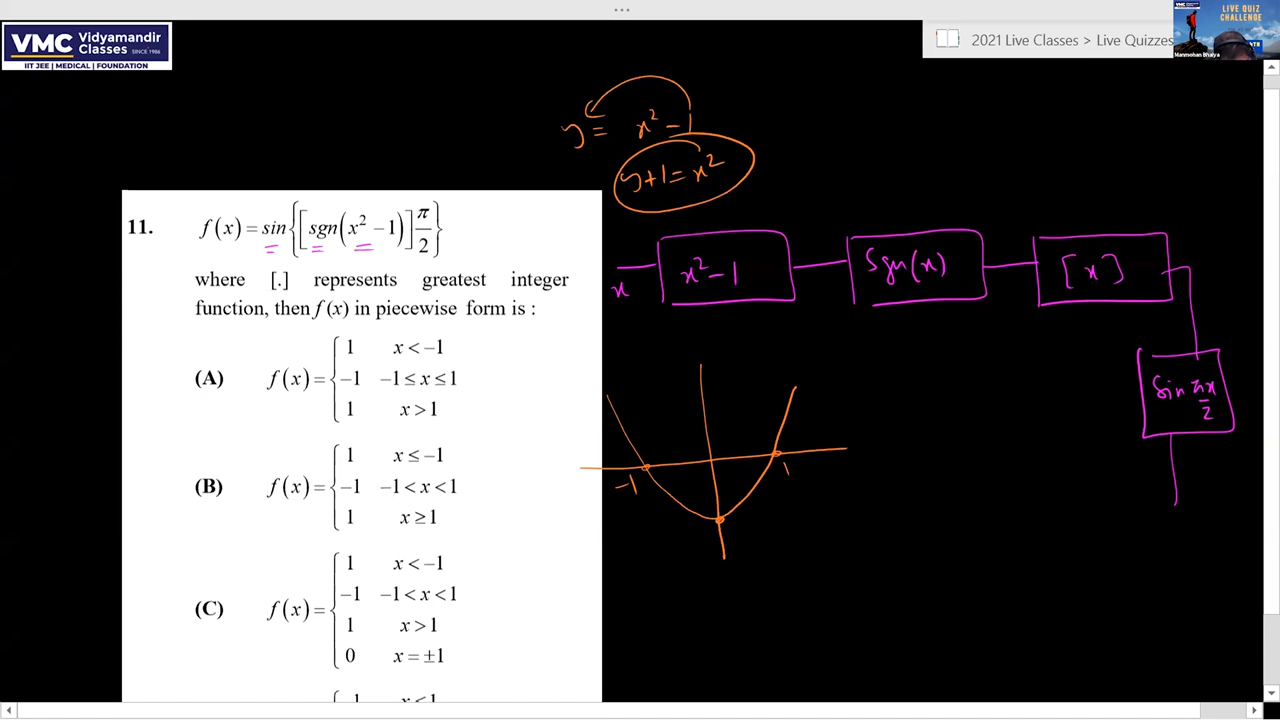 VMC Vidyamandir Classes SINCE 1986
IIT JEE | MEDICAL | FOUNDATION
2021 Live Classes > Live Quizzes
LIVE QUIZ
CHALLENGE
Manmohan Bhaiya
y = x² - 1
y+1 = x²
11. f(x) = sin{[sgn(x² − 1)] π/2}
where [.] represents greatest integer
function, then f(x) in piecewise form is :
(A) f(x) = { 1 x < −1
−1 −1 ≤ x ≤ 1
1 x > 1
(B) f(x) = { 1 x ≤ −1
−1 −1 < x < 1
1 x ≥ 1
(C) f(x) = { 1 x < −1
−1 −1 < x < 1
1 x > 1
0 x = ±1
x
x² - 1
Sgn(x)
[x]
Sin πx/2
-1
1